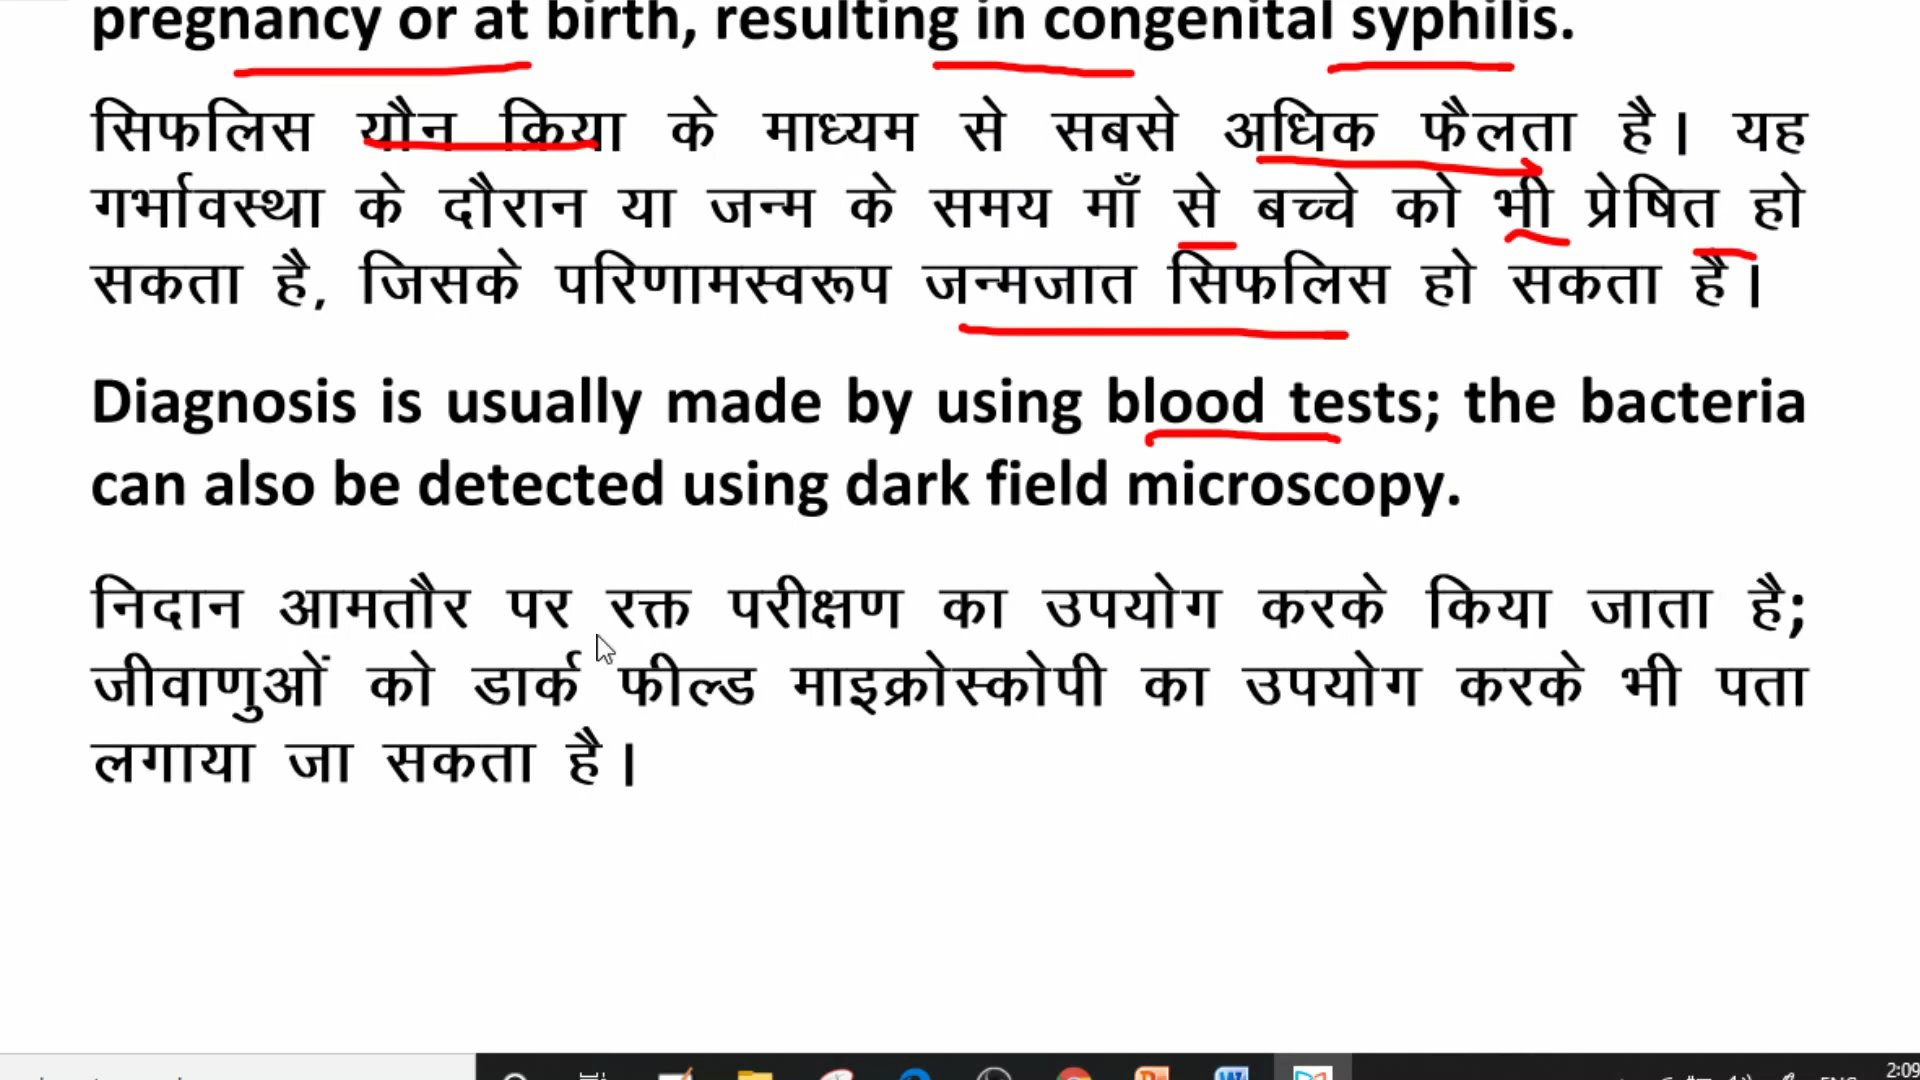 pregnancy or at birth, resulting in congenital syphilis.
सिफलिस यौन क्रिया के माध्यम से सबसे अधिक फैलता है। यह
गर्भावस्था के दौरान या जन्म के समय माँ से बच्चे को भी प्रेषित हो
सकता है, जिसके परिणामस्वरूप जन्मजात सिफलिस हो सकता है।
Diagnosis is usually made by using blood tests; the bacteria
can also be detected using dark field microscopy.
निदान आमतौर पर रक्त परीक्षण का उपयोग करके किया जाता है;
जीवाणुओं को डार्क फील्ड माइक्रोस्कोपी का उपयोग करके भी पता
लगाया जा सकता है।
2:09